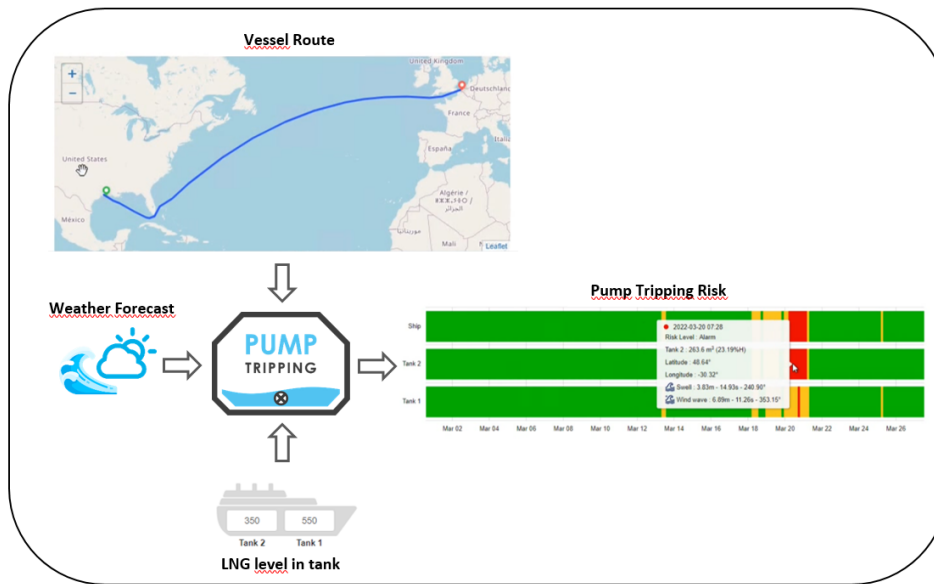 Vessel Route
+
−
United Kingdom
Deutschland
France
España
Italia
United States
México
Algérie /
ⵍⵣⵣⴰⵢⴻⵔ /
الجزائر
موريتانيا
Mali
Leaflet
Weather Forecast
PUMP
TRIPPING
Pump Tripping Risk
Ship
Tank 2
Tank 1
2022-03-20 07:28
Risk Level : Alarm
Tank 2 : 263.6 m³ (23.19%H)
Latitude : 48.64°
Longitude : -30.32°
Swell : 3.83m - 14.93s - 240.90°
Wind wave : 6.89m - 11.26s - 353.15°
Mar 02 Mar 04 Mar 06 Mar 08 Mar 10 Mar 12 Mar 14 Mar 16 Mar 18 Mar 20 Mar 22 Mar 24 Mar 26
350 550
Tank 2 Tank 1
LNG level in tank